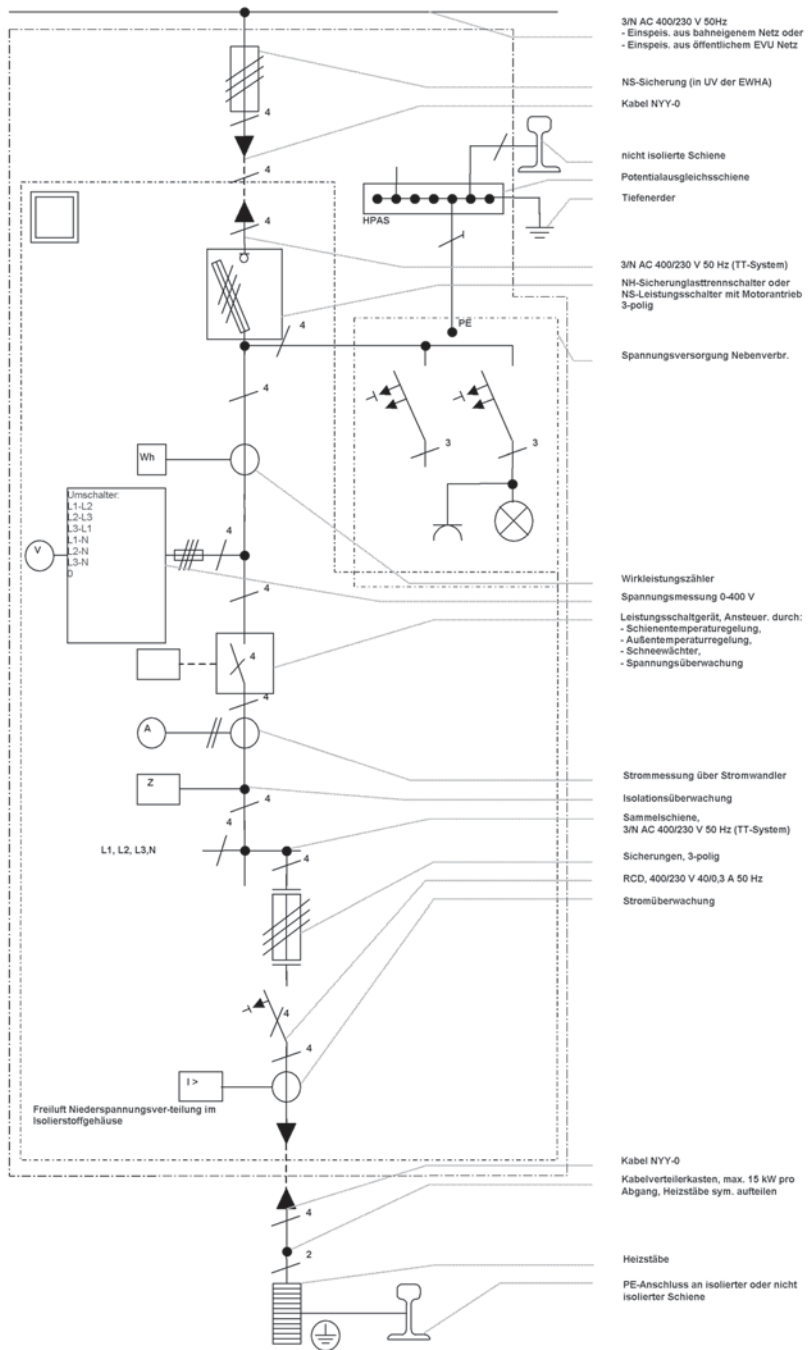 3/N AC 400/230 V 50Hz
- Einspeis. aus bahneigenem Netz oder
- Einspeis. aus öffentlichem EVU Netz
NS-Sicherung (in UV der EWHA)
4
Kabel NYY-0
nicht isolierte Schiene
4
Potentialausgleichsschiene
Tiefenerder
HPAS
4
3/N AC 400/230 V 50 Hz (TT-System)
NH-Sicherunglasttrennschalter oder
NS-Leistungsschalter mit Motorantrieb
3-polig
4
PE
Spannungsversorgung Nebenverbr.
4
3
3
Wh
Umschalter:
L1-L2
L2-L3
L3-L1
L1-N
L2-N
L3-N
0
V
4
Wirkleistungszähler
4
Spannungsmessung 0-400 V
Leistungsschaltgerät, Ansteuer. durch:
- Schienentemperaturegelung,
- Außentemperaturregelung,
- Schneewächter,
- Spannungsüberwachung
4
4
A
Strommessung über Stromwandler
Z
4
Isolationsüberwachung
4
Sammelschiene,
3/N AC 400/230 V 50 Hz (TT-System)
L1, L2, L3,N
4
Sicherungen, 3-polig
RCD, 400/230 V 40/0,3 A 50 Hz
Stromüberwachung
4
4
I >
Freiluft Niederspannungsver-teilung im
Isolierstoffgehäuse
Kabel NYY-0
Kabelverteilerkasten, max. 15 kW pro
Abgang, Heizstäbe sym. aufteilen
4
2
Heizstäbe
PE-Anschluss an isolierter oder nicht
isolierter Schiene